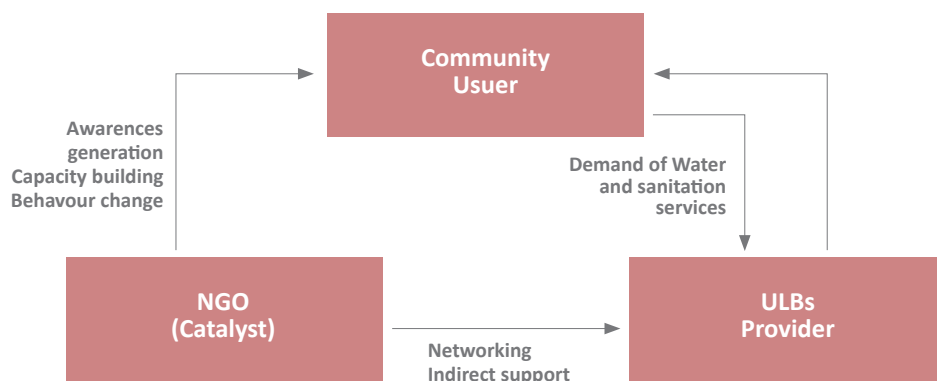 Community
Usuer
Awarences
generation
Capacity building
Behavour change
Demand of Water
and sanitation
services
NGO
(Catalyst)
ULBs
Provider
Networking
Indirect support